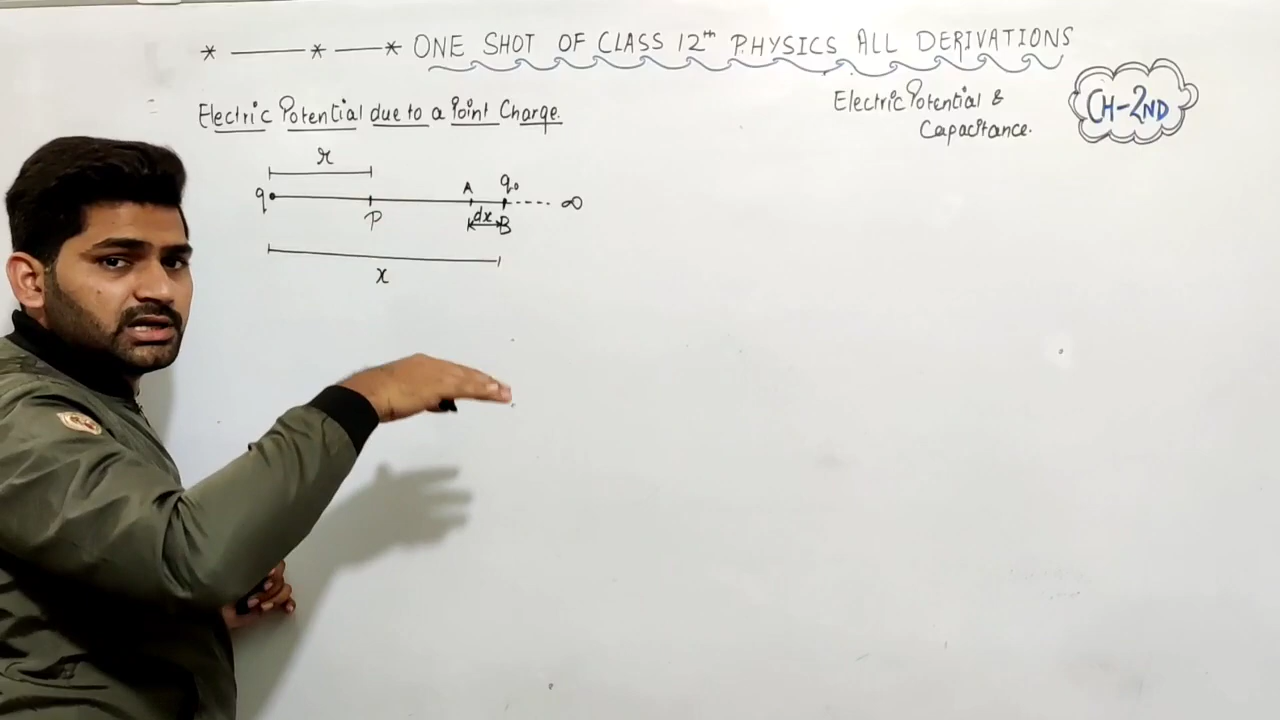 * —— * — * ONE SHOT OF CLASS 12th PHYSICS ALL DERIVATIONS
Electric Potential &
Capacitance.
CH-2ND
Electric Potential due to a Point Charge.
r
q
P
A
q₀
dx
B
∞
x